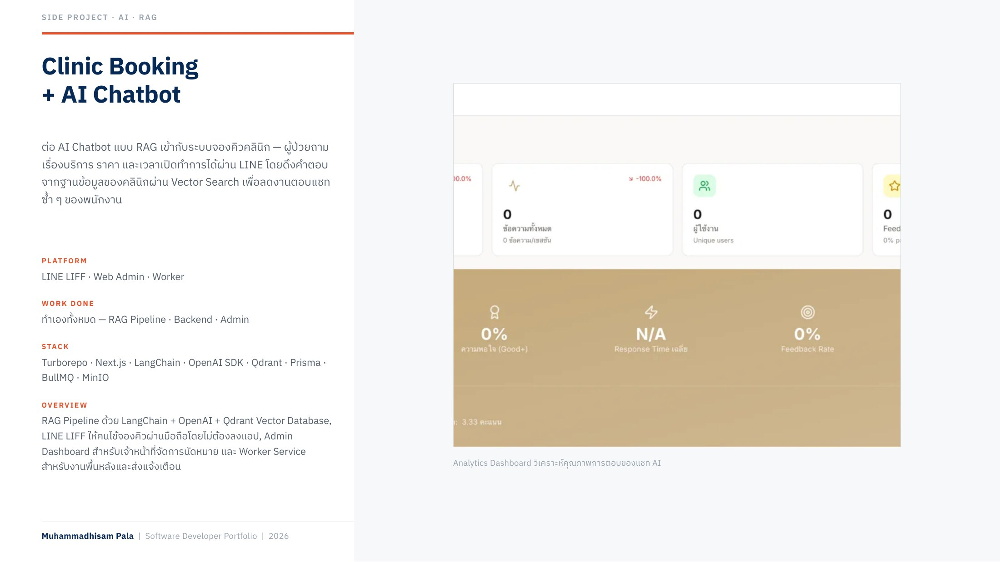 SIDE PROJECT · AI · RAG
Clinic Booking
+ AI Chatbot
ต่อ AI Chatbot แบบ RAG เข้ากับระบบจองคิวคลินิก — ผู้ป่วยถาม
เรื่องบริการ ราคา และเวลาเปิดทำการได้ผ่าน LINE โดยดึงคำตอบ
จากฐานข้อมูลของคลินิกผ่าน Vector Search เพื่อลดงานตอบแชท
ซ้ำ ๆ ของพนักงาน
PLATFORM
LINE LIFF · Web Admin · Worker
WORK DONE
ทำเองทั้งหมด — RAG Pipeline · Backend · Admin
STACK
Turborepo · Next.js · LangChain · OpenAI SDK · Qdrant · Prisma ·
BullMQ · MinIO
OVERVIEW
RAG Pipeline ด้วย LangChain + OpenAI + Qdrant Vector Database,
LINE LIFF ให้คนไข้จองคิวผ่านมือถือโดยไม่ต้องลงแอป, Admin
Dashboard สำหรับเจ้าหน้าที่จัดการนัดหมาย และ Worker Service
สำหรับงานพื้นหลังและส่งแจ้งเตือน
Muhammadhisam Pala | Software Developer Portfolio | 2026
00.0%
-100.0%
0
ข้อความทั้งหมด
0 ข้อความ/เซสชัน
0
ผู้ใช้งาน
Unique users
0
Feed
0%
0%
ความพอใจ (Good+)
N/A
Response Time เฉลี่ย
0%
Feedback Rate
3.33 คะแนน
Analytics Dashboard วิเคราะห์คุณภาพการตอบของแชท AI